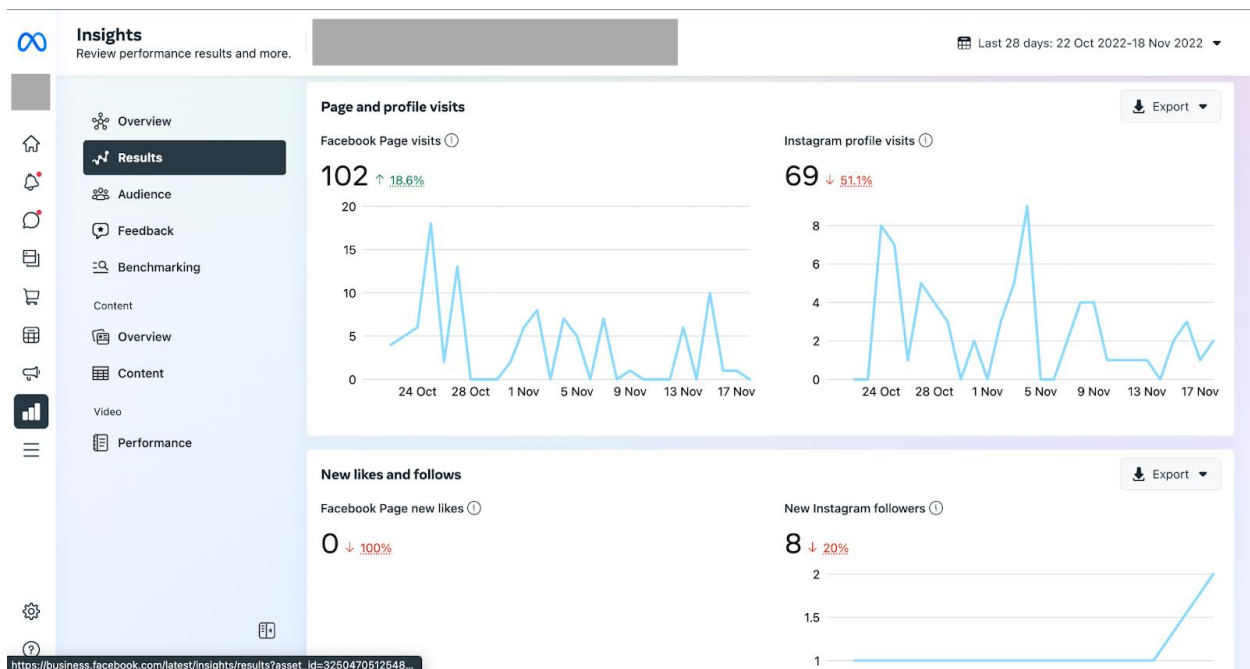 Insights
Review performance results and more.
Last 28 days: 22 Oct 2022-18 Nov 2022
Overview
Results
Audience
Feedback
Benchmarking
Content
Overview
Content
Video
Performance
Page and profile visits
Export
Facebook Page visits
102 ↑ 18.6%
20
15
10
5
0
24 Oct 28 Oct 1 Nov 5 Nov 9 Nov 13 Nov 17 Nov
Instagram profile visits
69 ↓ 51.1%
8
6
4
2
0
24 Oct 28 Oct 1 Nov 5 Nov 9 Nov 13 Nov 17 Nov
New likes and follows
Export
Facebook Page new likes
0 ↓ 100%
New Instagram followers
8 ↓ 20%
2
1.5
1
https://business.facebook.com/latest/insights/results?asset_id=3250470512548...